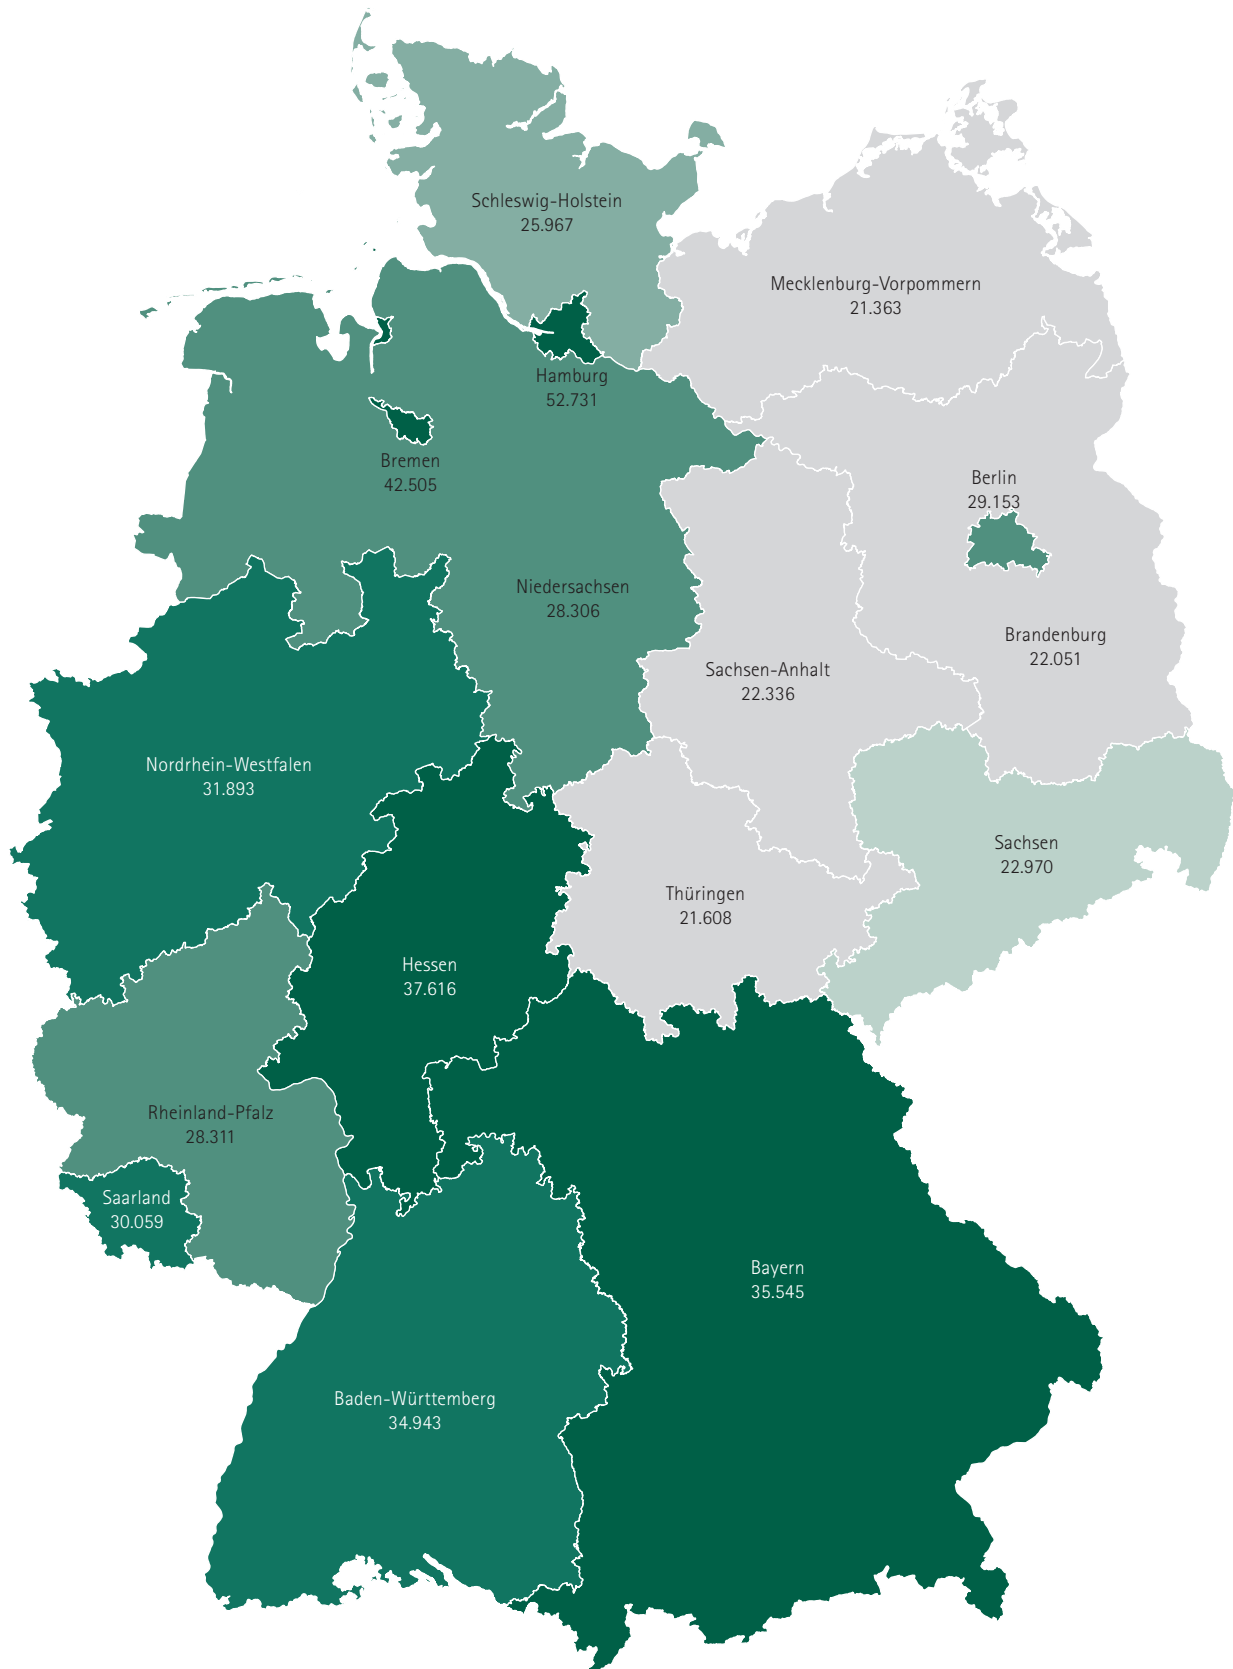 Schleswig-Holstein
25.967
Mecklenburg-Vorpommern
21.363
Hamburg
52.731
Bremen
42.505
Berlin
29.153
Niedersachsen
28.306
Brandenburg
22.051
Sachsen-Anhalt
22.336
Nordrhein-Westfalen
31.893
Sachsen
22.970
Thüringen
21.608
Hessen
37.616
Rheinland-Pfalz
28.311
Saarland
30.059
Bayern
35.545
Baden-Württemberg
34.943